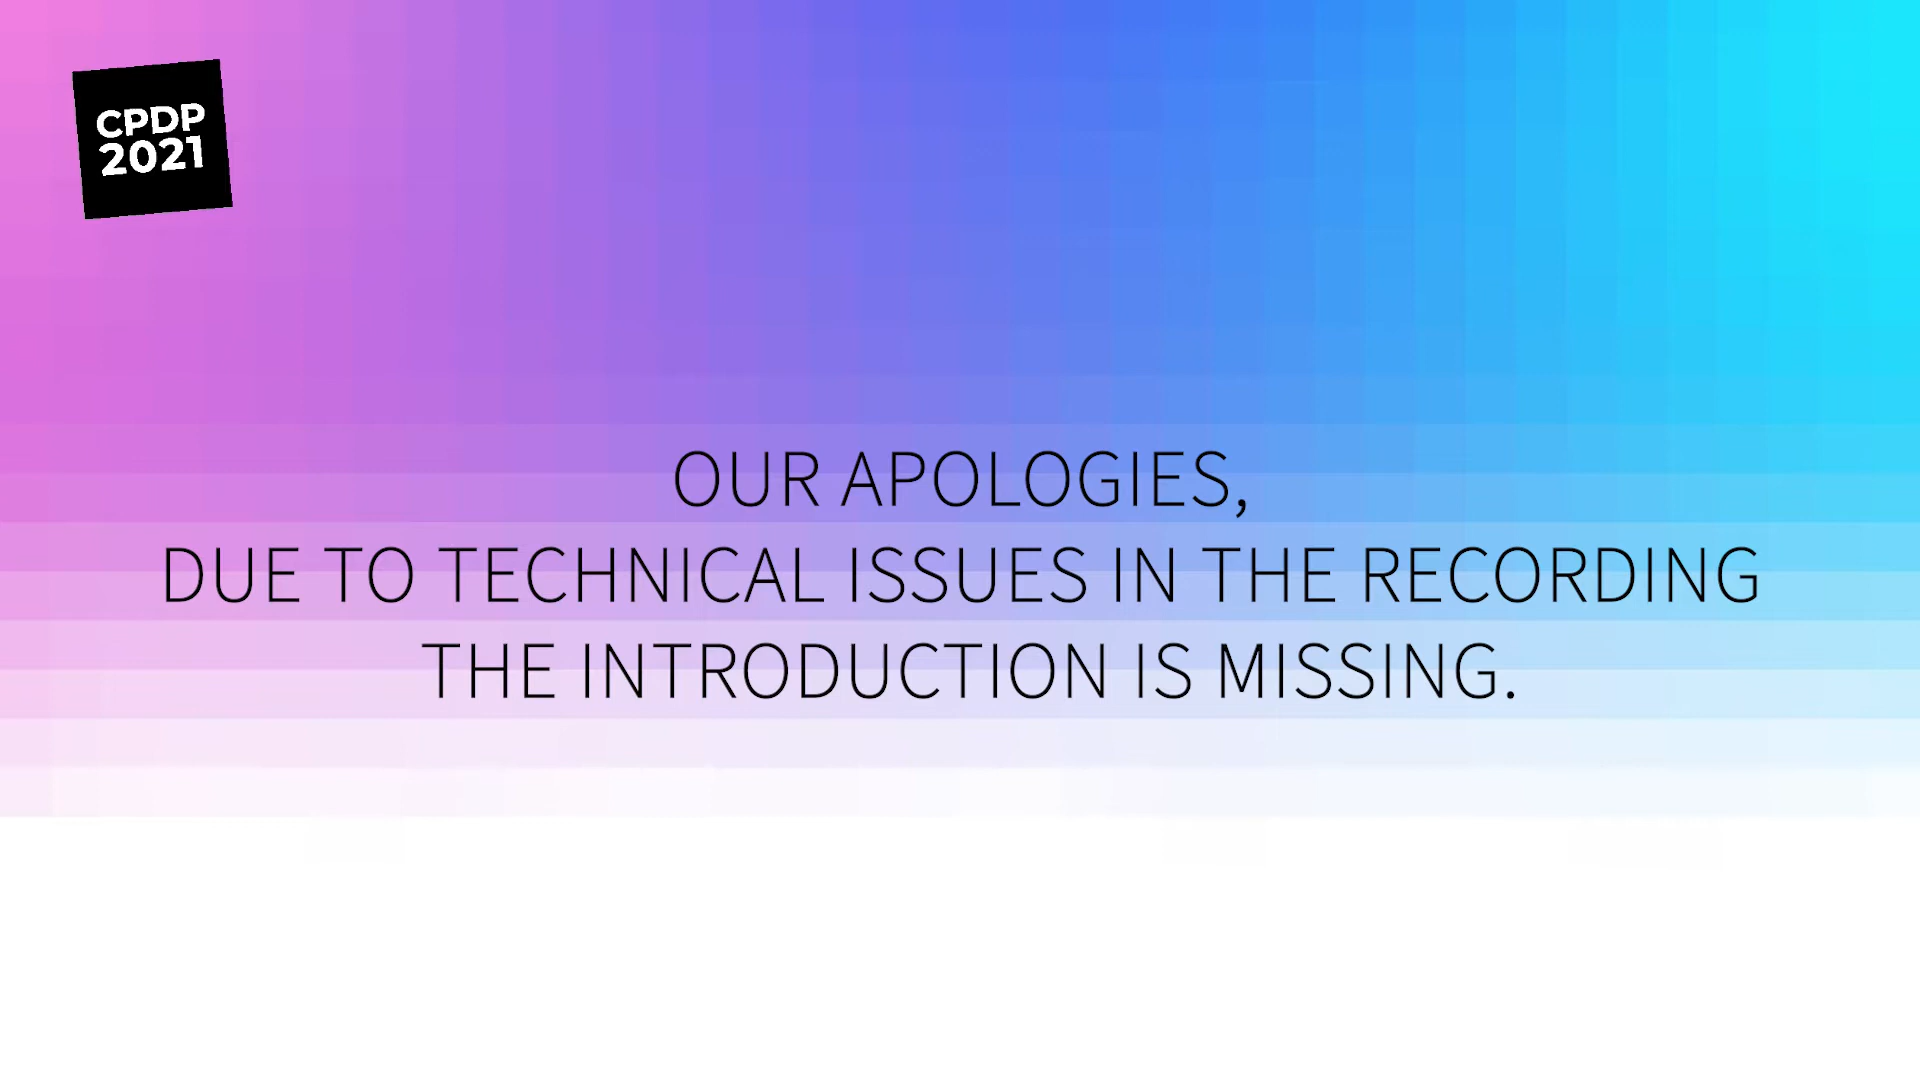 CPDP
2021
OUR APOLOGIES,
DUE TO TECHNICAL ISSUES IN THE RECORDING
THE INTRODUCTION IS MISSING.